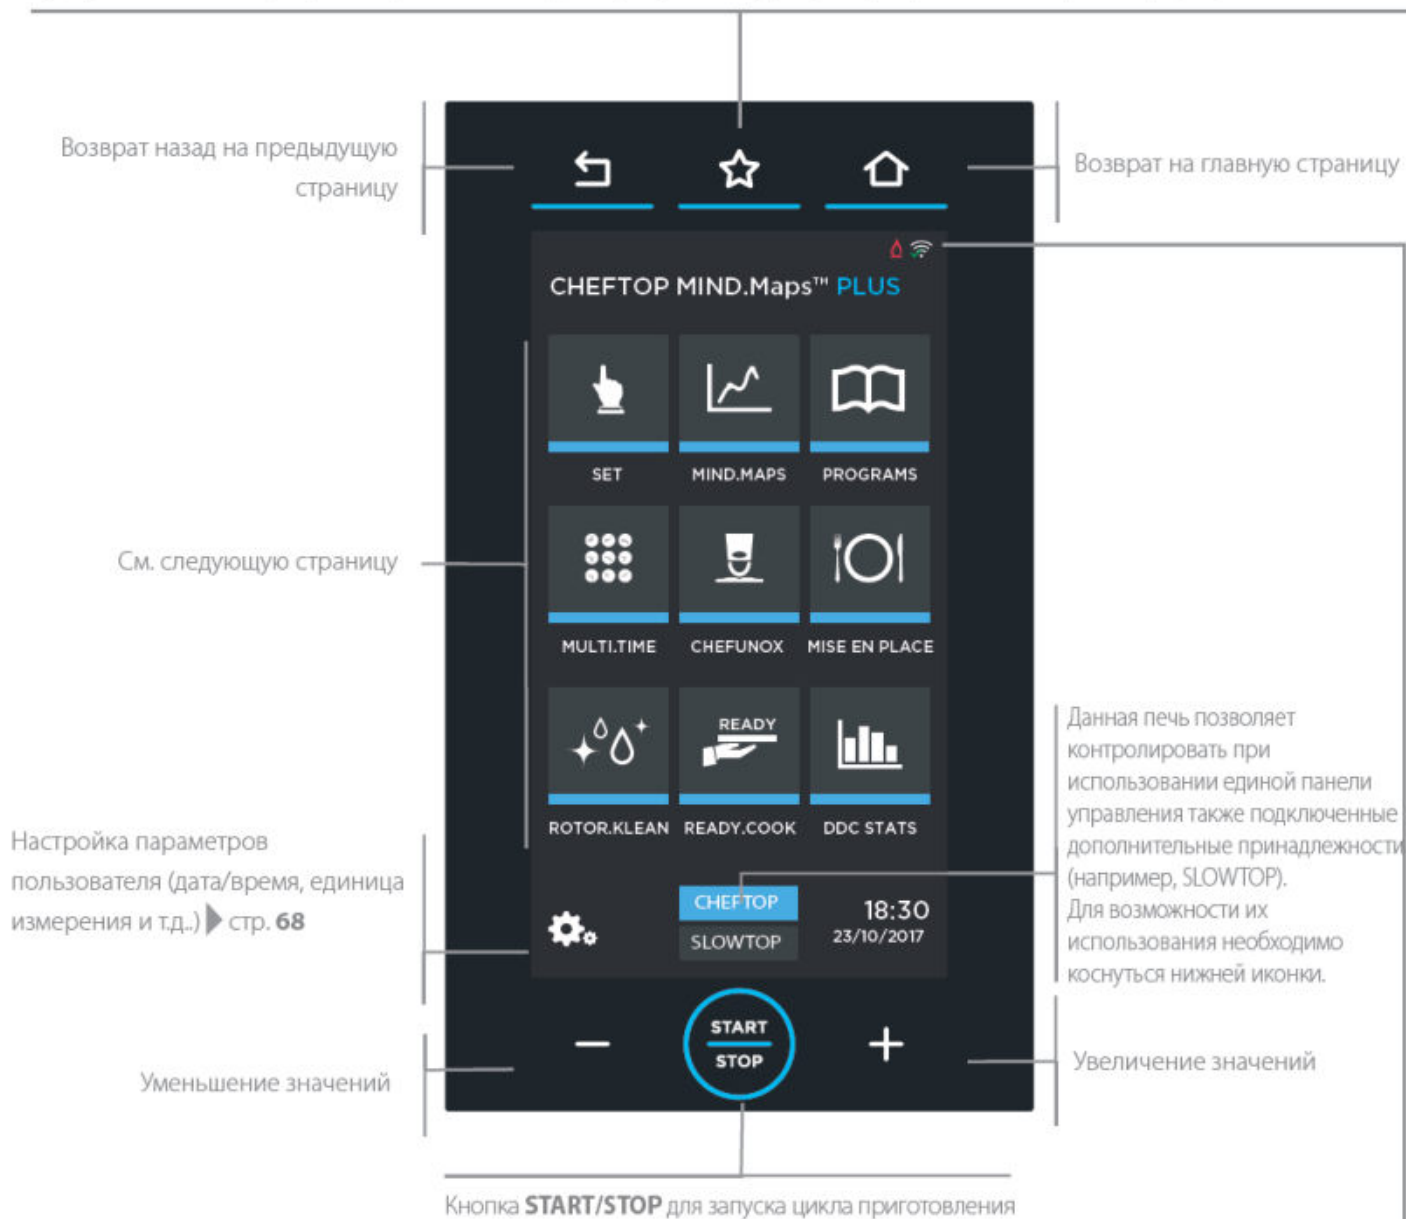 Возврат назад на предыдущую
страницу
Возврат на главную страницу
CHEFTOP MIND.Maps™ PLUS
SET
MIND.MAPS
PROGRAMS
См. следующую страницу
MULTI.TIME
CHEFUNOX
MISE EN PLACE
READY
ROTOR.KLEAN
READY.COOK
DDC STATS
Данная печь позволяет
контролировать при
использовании единой панели
управления также подключенные
дополнительные принадлежности
(например, SLOWTOP).
Для возможности их
использования необходимо
коснуться нижней иконки.
Настройка параметров
пользователя (дата/время, единица
измерения и т.д..) стр. 68
CHEFTOP
SLOWTOP
18:30
23/10/2017
START
STOP
Уменьшение значений
Увеличение значений
Кнопка START/STOP для запуска цикла приготовления